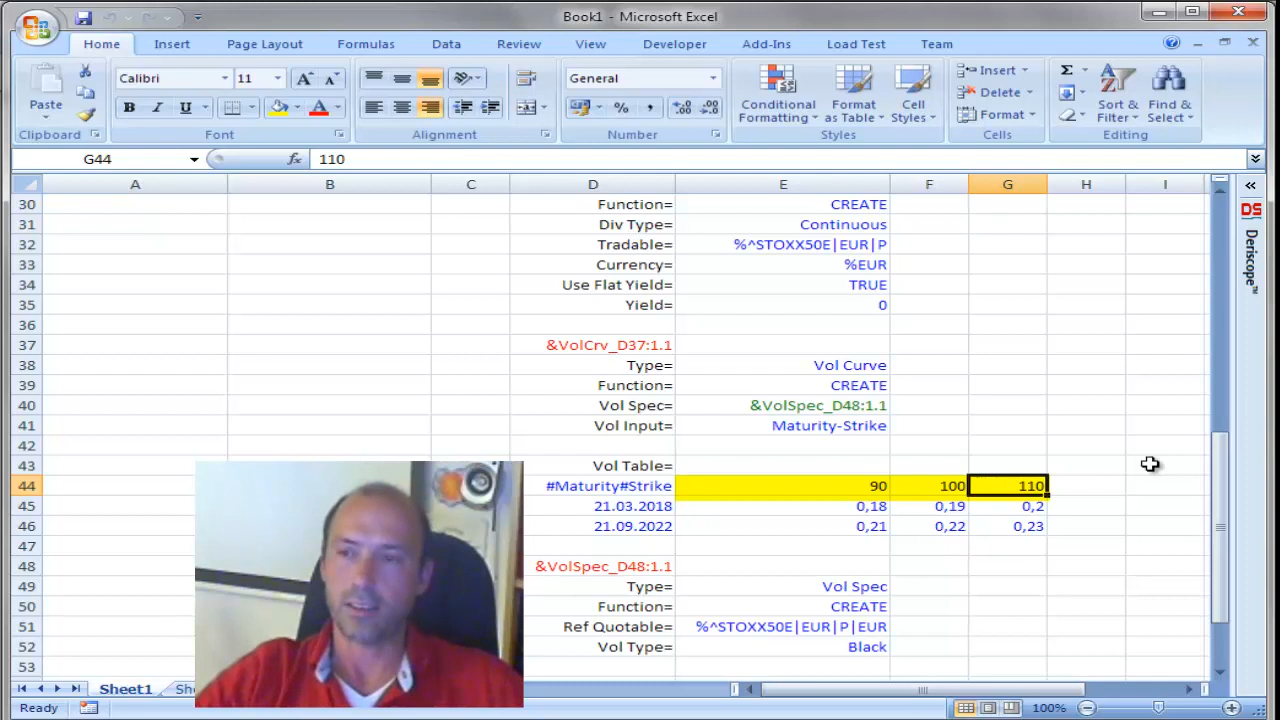 Book1 - Microsoft Excel
Home Insert Page Layout Formulas Data Review View Developer Add-Ins Load Test Team
Paste
Clipboard
Calibri 11
B I U
Font
Alignment
General
Number
Conditional Formatting
Format as Table
Cell Styles
Styles
Insert
Delete
Format
Cells
Sort & Filter
Find & Select
Editing
G44 fx 110
A B C D E F G H I
30 Function= CREATE
31 Div Type= Continuous
32 Tradable= %^STOXX50E|EUR|P
33 Currency= %EUR
34 Use Flat Yield= TRUE
35 Yield= 0
36
37 &VolCrv_D37:1.1
38 Type= Vol Curve
39 Function= CREATE
40 Vol Spec= &VolSpec_D48:1.1
41 Vol Input= Maturity-Strike
42
43 Vol Table=
44 #Maturity#Strike 90 100 110
45 21.03.2018 0,18 0,19 0,2
46 21.09.2022 0,21 0,22 0,23
47
48 &VolSpec_D48:1.1
49 Type= Vol Spec
50 Function= CREATE
51 Ref Quotable= %^STOXX50E|EUR|P|EUR
52 Vol Type= Black
53
DS
Deriscope™
Sheet1 She
Ready 100%